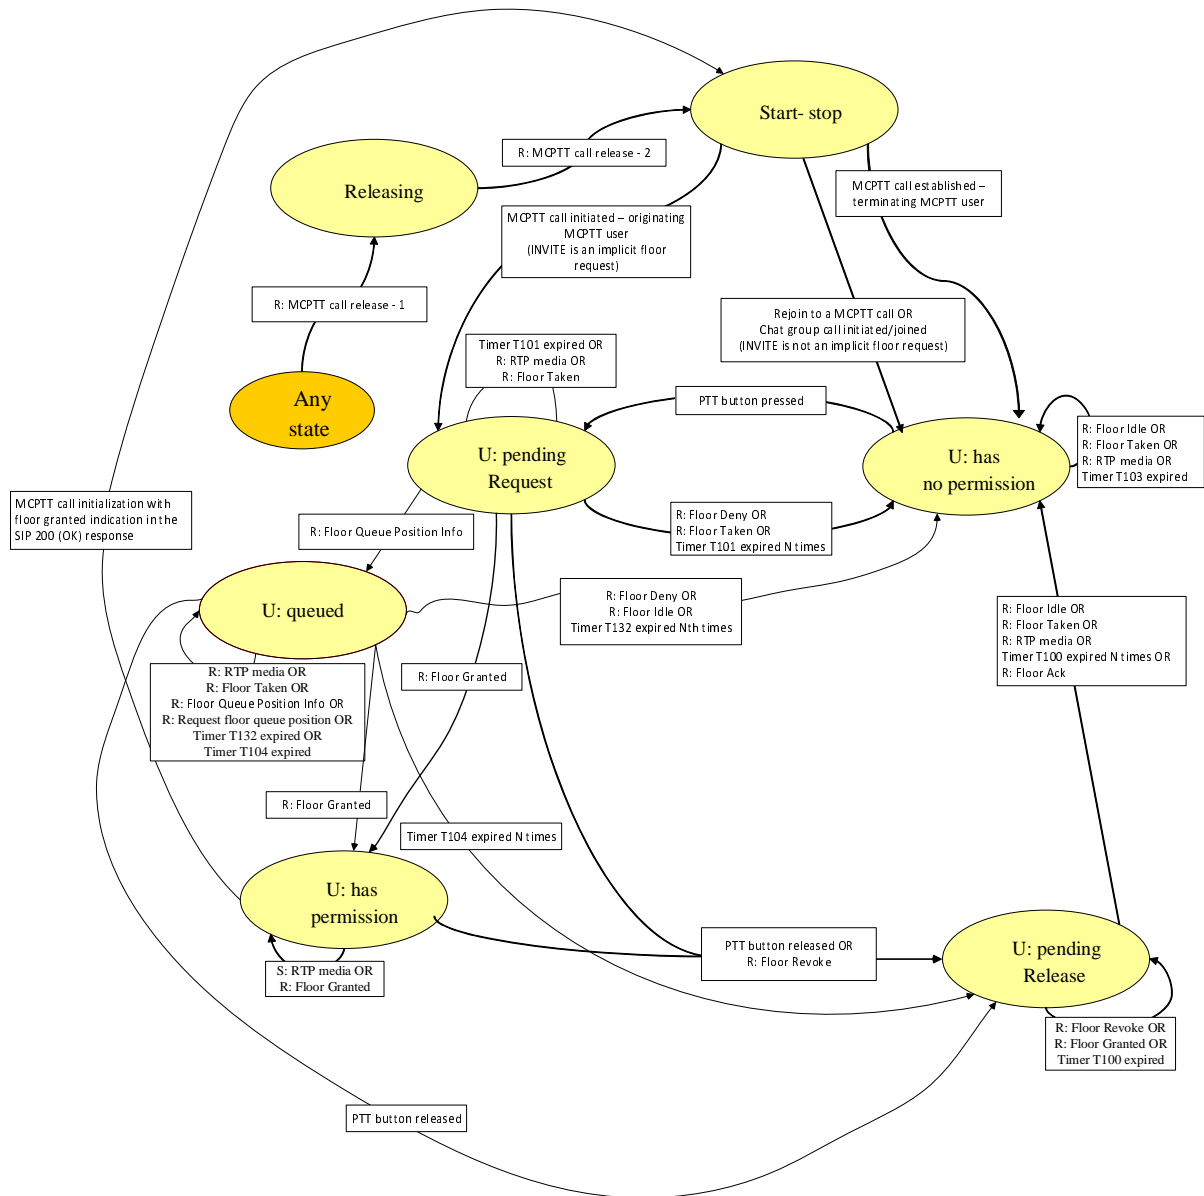 Start- stop
R: MCPTT call release - 2
Releasing
MCPTT call established –
terminating MCPTT user
MCPTT call initiated – originating
MCPTT user
(INVITE is an implicit floor
request)
R: MCPTT call release - 1
Rejoin to a MCPTT call OR
Chat group call initiated/joined
(INVITE is not an implicit floor request)
Timer T101 expired OR
R: RTP media OR
R: Floor Taken
Any
state
PTT button pressed
R: Floor Idle OR
R: Floor Taken OR
R: RTP media OR
Timer T103 expired
U: pending
Request
U: has
no permission
MCPTT call initialization with
floor granted indication in the
SIP 200 (OK) response
R: Floor Queue Position Info
R: Floor Deny OR
R: Floor Taken OR
Timer T101 expired N times
U: queued
R: Floor Deny OR
R: Floor Idle OR
Timer T132 expired Nth times
R: Floor Idle OR
R: Floor Taken OR
R: RTP media OR
Timer T100 expired N times OR
R: Floor Ack
R: RTP media OR
R: Floor Taken OR
R: Floor Queue Position Info OR
R: Request floor queue position OR
Timer T132 expired OR
Timer T104 expired
R: Floor Granted
R: Floor Granted
Timer T104 expired N times
U: has
permission
PTT button released OR
R: Floor Revoke
U: pending
Release
S: RTP media OR
R: Floor Granted
R: Floor Revoke OR
R: Floor Granted OR
Timer T100 expired
PTT button released